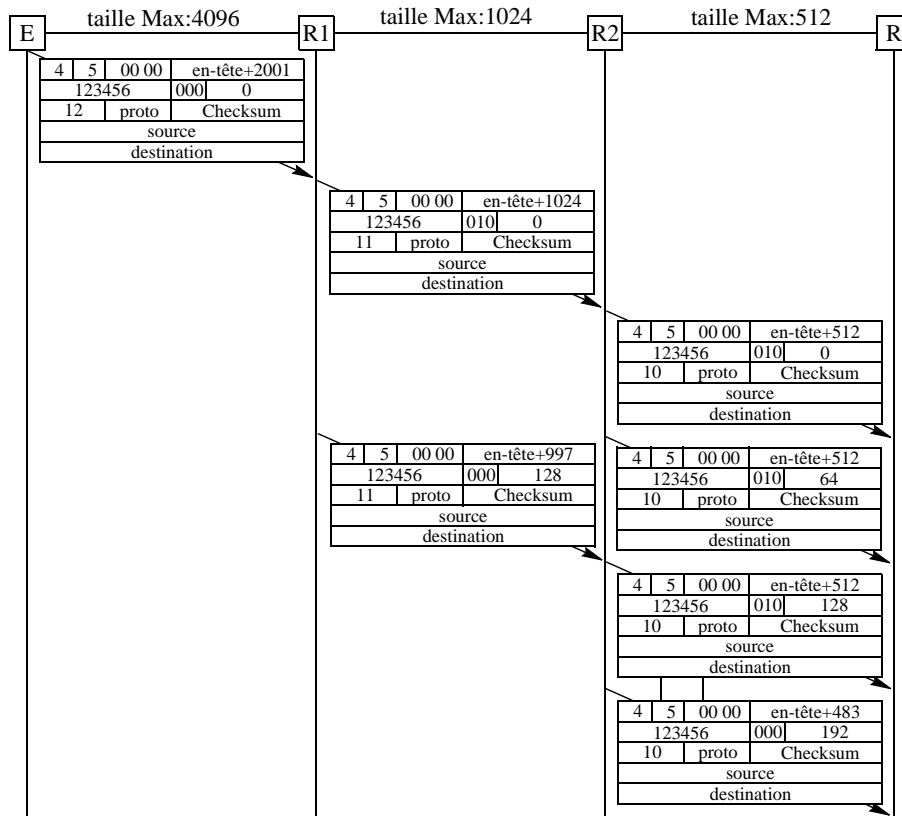 taille Max:4096 taille Max:1024 taille Max:512
E R1 R2 R
4 5 00 00 en-tête+2001
123456 000 0
12 proto Checksum
source
destination
4 5 00 00 en-tête+1024
123456 010 0
11 proto Checksum
source
destination
4 5 00 00 en-tête+512
123456 010 0
10 proto Checksum
source
destination
4 5 00 00 en-tête+997
123456 000 128
11 proto Checksum
source
destination
4 5 00 00 en-tête+512
123456 010 64
10 proto Checksum
source
destination
4 5 00 00 en-tête+512
123456 010 128
10 proto Checksum
source
destination
4 5 00 00 en-tête+483
123456 000 192
10 proto Checksum
source
destination